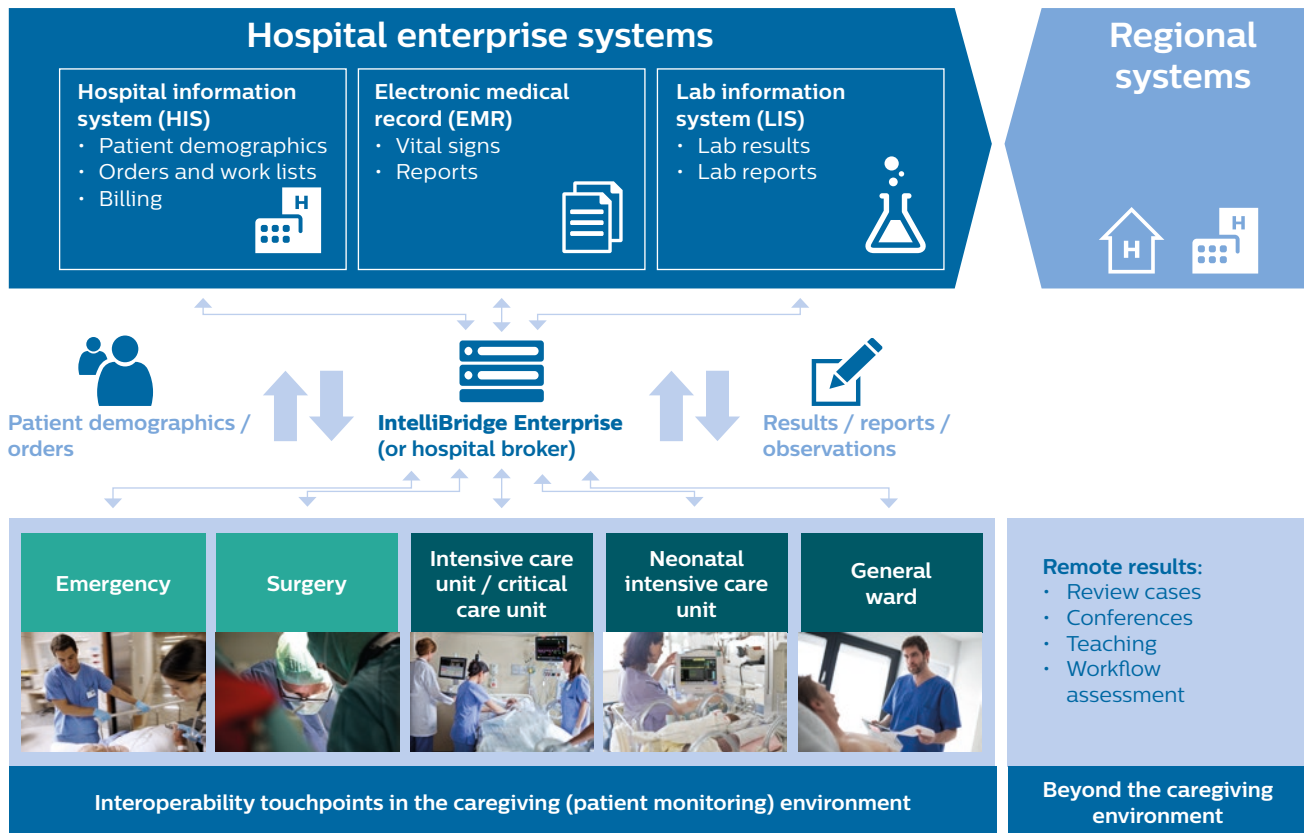 Hospital enterprise systems
Regional
systems
Hospital information
system (HIS)
· Patient demographics
· Orders and work lists
· Billing
H
Electronic medical
record (EMR)
· Vital signs
· Reports
Lab information
system (LIS)
· Lab results
· Lab reports
H
H
Patient demographics /
orders
IntelliBridge Enterprise
(or hospital broker)
Results / reports /
observations
Emergency
Surgery
Intensive care
unit / critical
care unit
Neonatal
intensive care
unit
General
ward
Remote results:
· Review cases
· Conferences
· Teaching
· Workflow
assessment
Interoperability touchpoints in the caregiving (patient monitoring) environment
Beyond the caregiving
environment